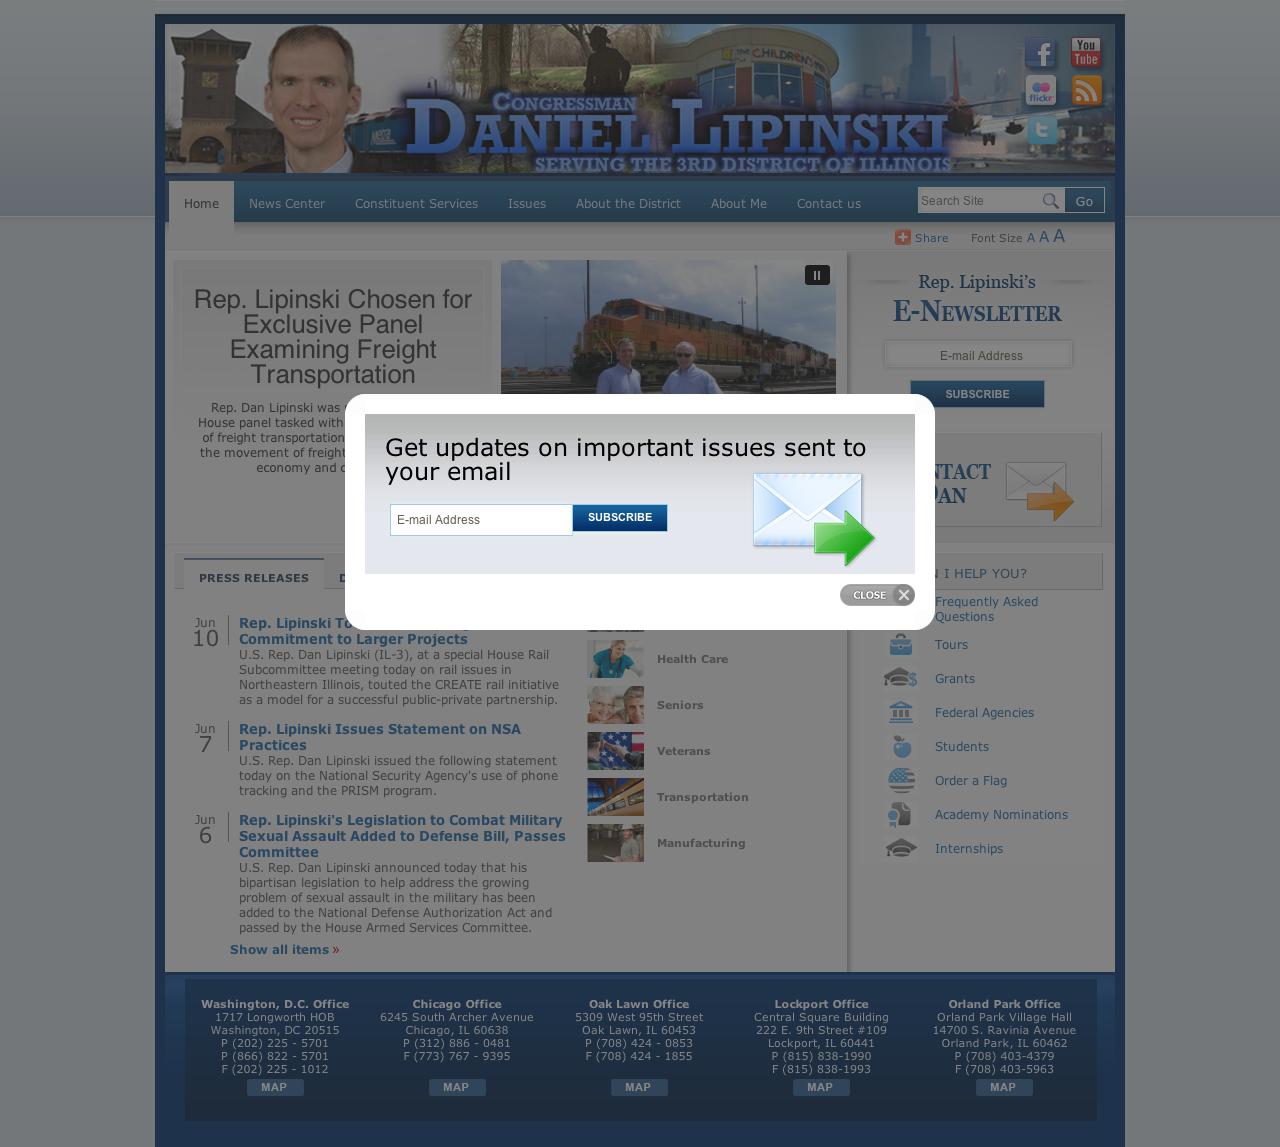 CONGRESSMAN
DANIEL LIPINSKI
SERVING THE 3RD DISTRICT OF ILLINOIS
f
You
Tube
flickr
t
Home
News Center
Constituent Services
Issues
About the District
About Me
Contact us
Search Site
Go
Share
Font Size A A A
Rep. Lipinski Chosen for
Exclusive Panel
Examining Freight
Transportation
Rep. Dan Lipinski was
House panel tasked with
of freight transportation
the movement of freight
economy and
Rep. Lipinski's
E-NEWSLETTER
E-mail Address
SUBSCRIBE
Get updates on important issues sent to
your email
E-mail Address
SUBSCRIBE
CLOSE
PRESS RELEASES
I HELP YOU?
Jun
10
Rep. Lipinski
Commitment to Larger Projects
U.S. Rep. Dan Lipinski (IL-3), at a special House Rail
Subcommittee meeting today on rail issues in
Northeastern Illinois, touted the CREATE rail initiative
as a model for a successful public-private partnership.
Jun
7
Rep. Lipinski Issues Statement on NSA
Practices
U.S. Rep. Dan Lipinski issued the following statement
today on the National Security Agency's use of phone
tracking and the PRISM program.
Jun
6
Rep. Lipinski's Legislation to Combat Military
Sexual Assault Added to Defense Bill, Passes
Committee
U.S. Rep. Dan Lipinski announced today that his
bipartisan legislation to help address the growing
problem of sexual assault in the military has been
added to the National Defense Authorization Act and
passed by the House Armed Services Committee.
Show all items »
Health Care
Seniors
Veterans
Transportation
Manufacturing
Frequently Asked
Questions
Tours
Grants
Federal Agencies
Students
Order a Flag
Academy Nominations
Internships
Washington, D.C. Office
1717 Longworth HOB
Washington, DC 20515
P (202) 225 - 5701
P (866) 822 - 5701
F (202) 225 - 1012
MAP
Chicago Office
6245 South Archer Avenue
Chicago, IL 60638
P (312) 886 - 0481
F (773) 767 - 9395
MAP
Oak Lawn Office
5309 West 95th Street
Oak Lawn, IL 60453
P (708) 424 - 0853
F (708) 424 - 1855
MAP
Lockport Office
Central Square Building
222 E. 9th Street #109
Lockport, IL 60441
P (815) 838-1990
F (815) 838-1993
MAP
Orland Park Office
Orland Park Village Hall
14700 S. Ravinia Avenue
Orland Park, IL 60462
P (708) 403-4379
F (708) 403-5963
MAP